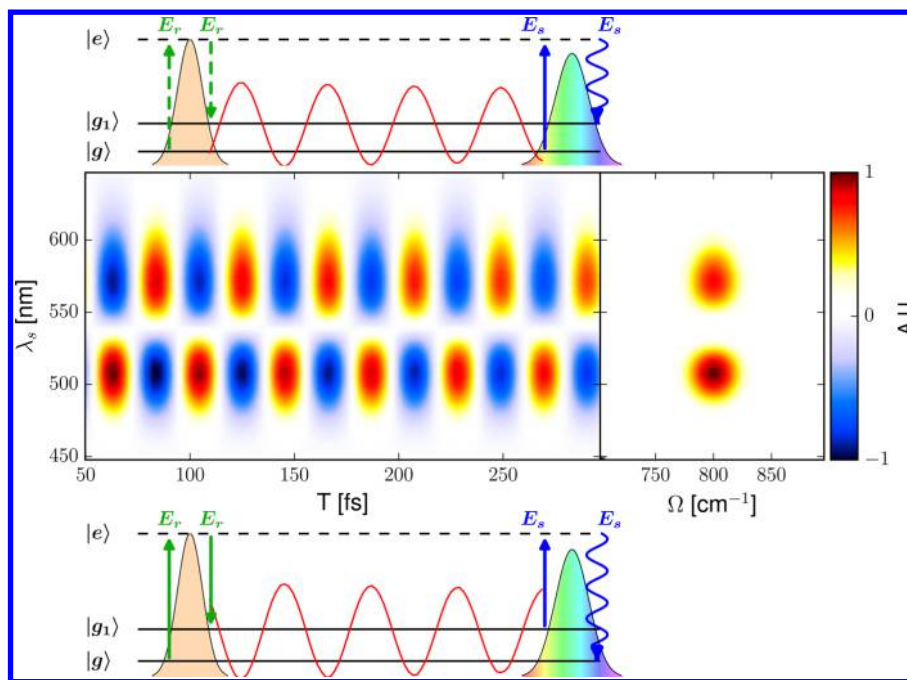 E_r E_r E_s E_s
|e⟩
|g₁⟩
|g⟩
λ_s [nm]
600
550
500
450
50 100 150 200 250
T [fs]
750 800 850
Ω [cm⁻¹]
1
0
−1
E_r E_r E_s E_s
|e⟩
|g₁⟩
|g⟩